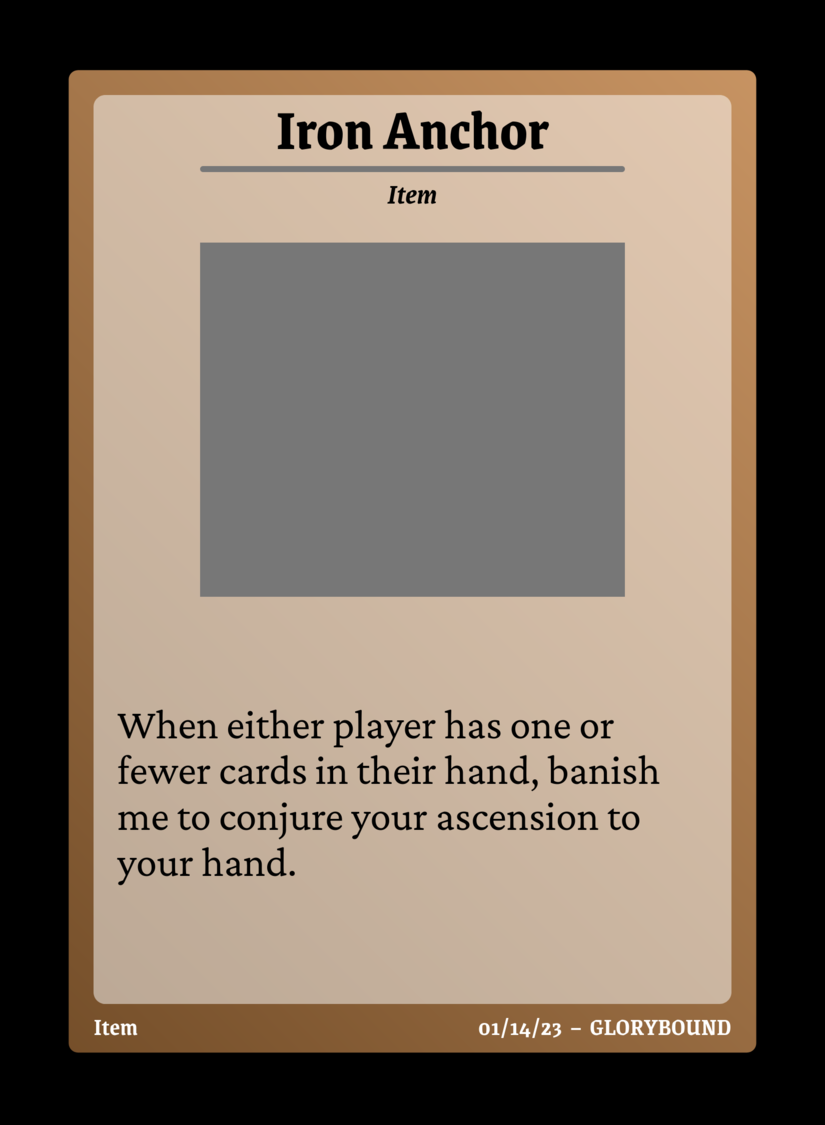 Iron Anchor
Item
When either player has one or
fewer cards in their hand, banish
me to conjure your ascension to
your hand.
Item
01/14/23 – GLORYBOUND